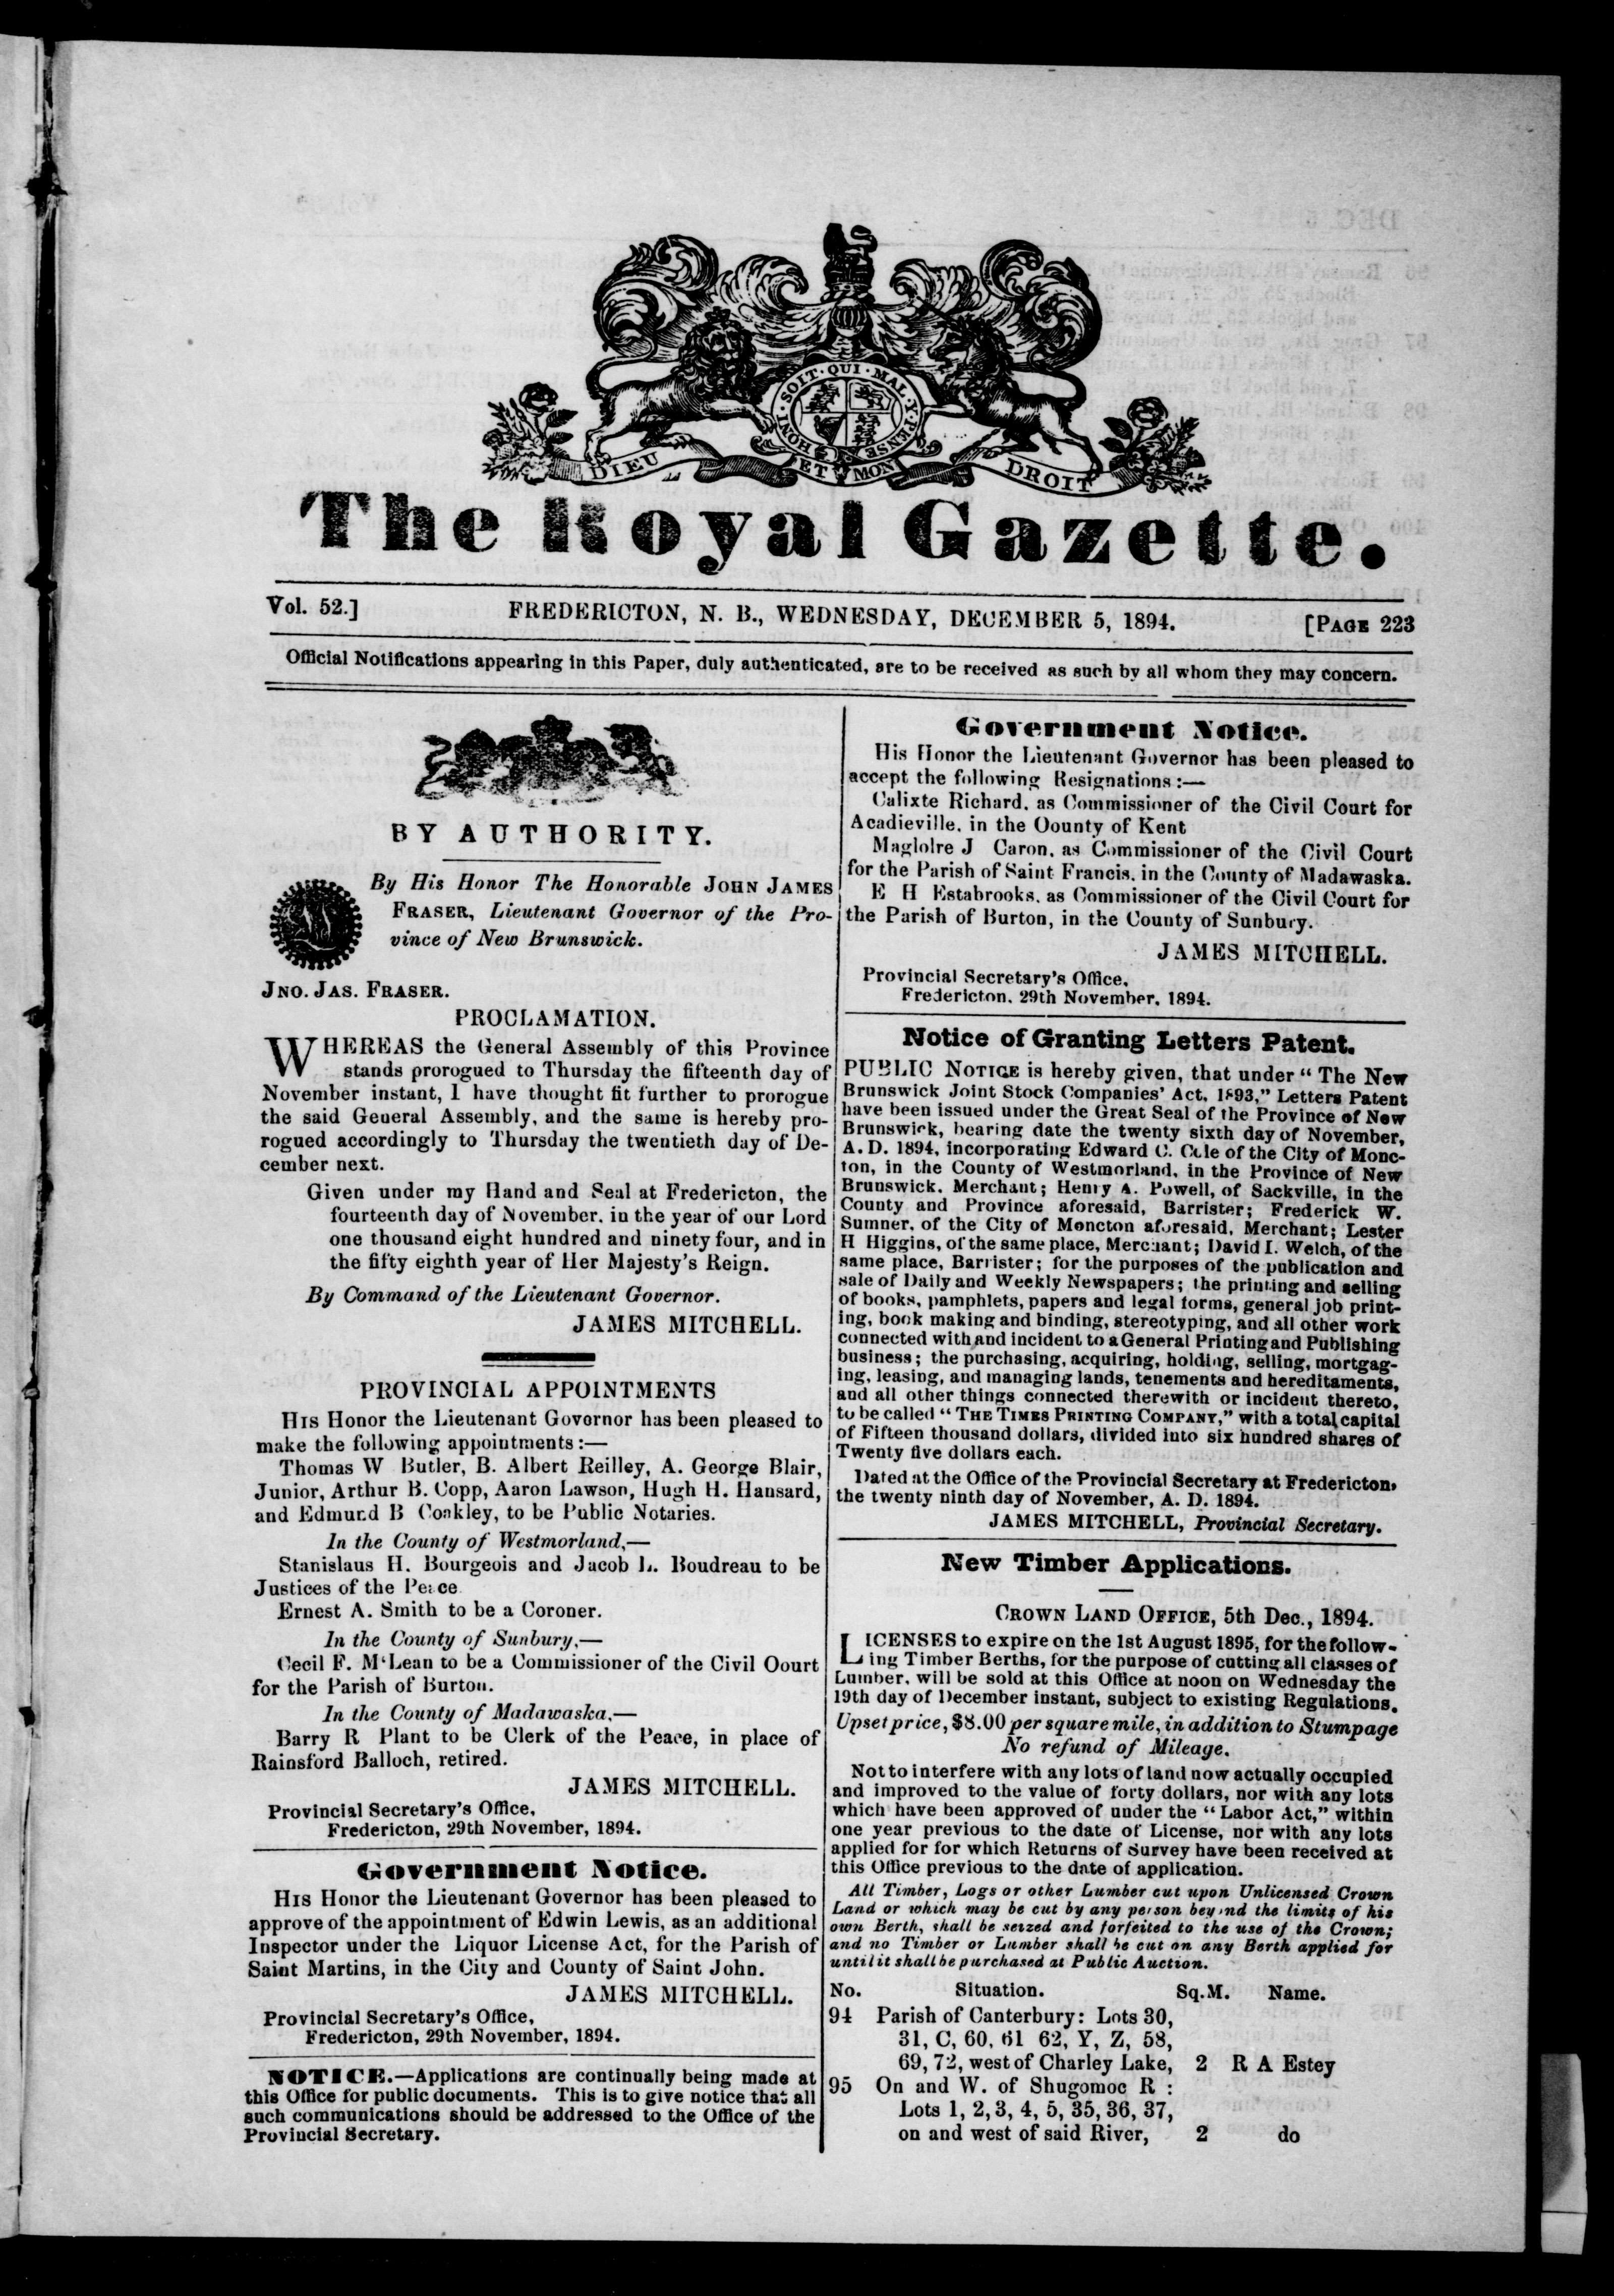 HONI · SOIT · QUI · MAL · Y · PENSE
DIEU ET MON DROIT
The Royal Gazette.
Vol. 52.] FREDERICTON, N. B., WEDNESDAY, DECEMBER 5, 1894. [PAGE 223
Official Notifications appearing in this Paper, duly authenticated, are to be received as such by all whom they may concern.
BY AUTHORITY.
By His Honor The Honorable JOHN JAMES
FRASER, Lieutenant Governor of the Pro-
vince of New Brunswick.
JNO. JAS. FRASER.
PROCLAMATION.
WHEREAS the General Assembly of this Province
stands prorogued to Thursday the fifteenth day of
November instant, I have thought fit further to prorogue
the said General Assembly, and the same is hereby pro-
rogued accordingly to Thursday the twentieth day of De-
cember next.
Given under my Hand and Seal at Fredericton, the
fourteenth day of November. in the year of our Lord
one thousand eight hundred and ninety four, and in
the fifty eighth year of Her Majesty's Reign.
By Command of the Lieutenant Governor.
JAMES MITCHELL.
PROVINCIAL APPOINTMENTS
HIS Honor the Lieutenant Govornor has been pleased to
make the following appointments :—
Thomas W Butler, B. Albert Reilley, A. George Blair,
Junior, Arthur B. Copp, Aaron Lawson, Hugh H. Hansard,
and Edmund B Coakley, to be Public Notaries.
In the County of Westmorland,—
Stanislaus H. Bourgeois and Jacob L. Boudreau to be
Justices of the Peace
Ernest A. Smith to be a Coroner.
In the County of Sunbury,—
Cecil F. M'Lean to be a Commissioner of the Civil Oourt
for the Parish of Burton.
In the County of Madawaska,—
Barry R Plant to be Clerk of the Peace, in place of
Rainsford Balloch, retired.
JAMES MITCHELL.
Provincial Secretary's Office,
Fredericton, 29th November, 1894.
Government Notice.
HIS Honor the Lieutenant Governor has been pleased to
approve of the appointment of Edwin Lewis, as an additional
Inspector under the Liquor License Act, for the Parish of
Saint Martins, in the City and County of Saint John.
JAMES MITCHELL.
Provincial Secretary's Office,
Fredericton, 29th November, 1894.
NOTICE.—Applications are continually being made at
this Office for public documents. This is to give notice that all
such communications should be addressed to the Office of the
Provincial Secretary.
Government Notice.
His Honor the Lieutenant Governor has been pleased to
accept the following Resignations :—
Calixte Richard. as Commissioner of the Civil Court for
Acadieville. in the Oounty of Kent
Magloire J Caron. as Commissioner of the Civil Court
for the Parish of Saint Francis. in the County of Madawaska.
E H Estabrooks. as Commissioner of the Civil Court for
the Parish of Burton, in the County of Sunbury.
JAMES MITCHELL.
Provincial Secretary's Office,
Fredericton. 29th November. 1894.
Notice of Granting Letters Patent.
PUBLIC NOTICE is hereby given, that under "The New
Brunswick Joint Stock Companies' Act. 1893," Letters Patent
have been issued under the Great Seal of the Province of New
Brunswick, bearing date the twenty sixth day of November,
A. D. 1894, incorporating Edward C. Cole of the City of Monc-
ton, in the County of Westmorland, in the Province of New
Brunswick. Merchant; Henry A. Powell, of Sackville, in the
County and Province aforesaid, Barrister; Frederick W.
Sumner. of the City of Moncton aforesaid, Merchant; Lester
H Higgins, of the same place, Merchant; David I. Welch, of the
same place, Barrister; for the purposes of the publication and
sale of Daily and Weekly Newspapers; the printing and selling
of books, pamphlets, papers and legal forms, general job print-
ing, book making and binding, stereotyping, and all other work
connected with and incident to a General Printing and Publishing
business; the purchasing, acquiring, holding, selling, mortgag-
ing, leasing, and managing lands, tenements and hereditaments,
and all other things connected therewith or incident thereto,
to be called "THE TIMES PRINTING COMPANY," with a total capital
of Fifteen thousand dollars, divided into six hundred shares of
Twenty five dollars each.
Dated at the Office of the Provincial Secretary at Fredericton,
the twenty ninth day of November, A. D. 1894.
JAMES MITCHELL, Provincial Secretary.
New Timber Applications.
CROWN LAND OFFICE, 5th Dec., 1894.
LICENSES to expire on the 1st August 1895, for the follow-
ing Timber Berths, for the purpose of cutting all classes of
Lumber. will be sold at this Office at noon on Wednesday the
19th day of December instant, subject to existing Regulations.
Upset price, $8.00 per square mile, in addition to Stumpage
No refund of Mileage.
Not to interfere with any lots of land now actually occupied
and improved to the value of forty dollars, nor with any lots
which have been approved of under the "Labor Act," within
one year previous to the date of License, nor with any lots
applied for for which Returns of Survey have been received at
this Office previous to the date of application.
All Timber, Logs or other Lumber cut upon Unlicensed Crown
Land or which may be cut by any person beyond the limits of his
own Berth, shall be seized and forfeited to the use of the Crown;
and no Timber or Lumber shall be cut on any Berth applied for
until it shall be purchased at Public Auction.
No. Situation. Sq.M. Name.
94 Parish of Canterbury: Lots 30,
31, C, 60, 61 62, Y, Z, 58,
69, 72, west of Charley Lake, 2 R A Estey
95 On and W. of Shugomoc R :
Lots 1, 2, 3, 4, 5, 35, 36, 37,
on and west of said River, 2 do